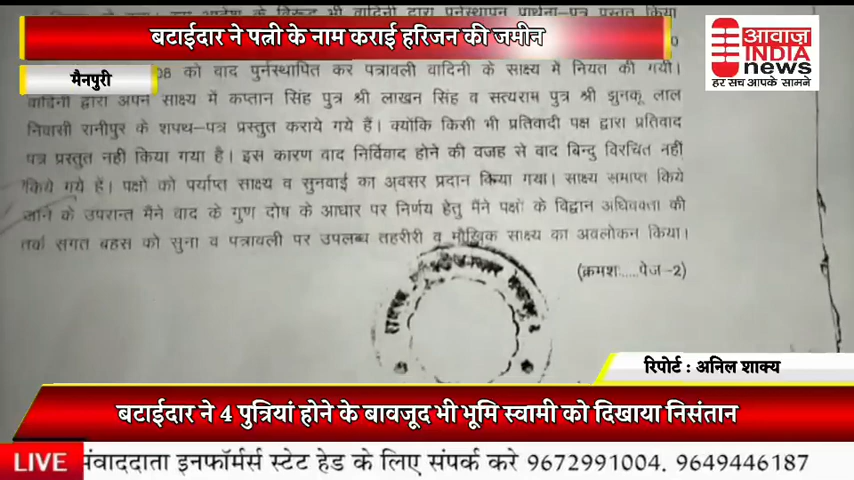 बटाईदार ने पत्नी के नाम कराई हरिजन की जमीन
आवाज़
INDIA
news
हर सच आपके सामने
मैनपुरी
08 को वाद पुर्नस्थापित कर पत्रावली वादिनी के साक्ष्य में नियत की गयी।
वादिनी द्वारा अपने साक्ष्य में कप्तान सिंह पुत्र श्री लाखन सिंह व सत्यराम पुत्र श्री झुनकू लाल
निवासी रानीपुर के शपथ-पत्र प्रस्तुत कराये गये हैं। क्योंकि किसी भी प्रतिवादी पक्ष द्वारा प्रतिवाद
पत्र प्रस्तुत नहीं किया गया है। इस कारण वाद निर्विवाद होने की वजह से वाद बिन्दु विरचित नहीं
किये गये हैं। पक्षो को पर्याप्त साक्ष्य व सुनवाई का अवसर प्रदान किया गया। साक्ष्य समाप्त किये
जाने के उपरान्त मैंने वाद के गुण दोष के आधार पर निर्णय हेतु मैंने पक्षों के विद्वान अधिवक्ता की
तर्क संगत बहस को सुना व पत्रावली पर उपलब्ध तहरीरी व मौखिक साक्ष्य का अवलोकन किया।
(क्रमशः.....पेज-2)
रिपोर्ट : अनिल शाक्य
बटाईदार ने 4 पुत्रियां होने के बावजूद भी भूमि स्वामी को दिखाया निसंतान
LIVE
संवाददाता इनफॉर्मर्स स्टेट हेड के लिए संपर्क करे 9672991004. 9649446187